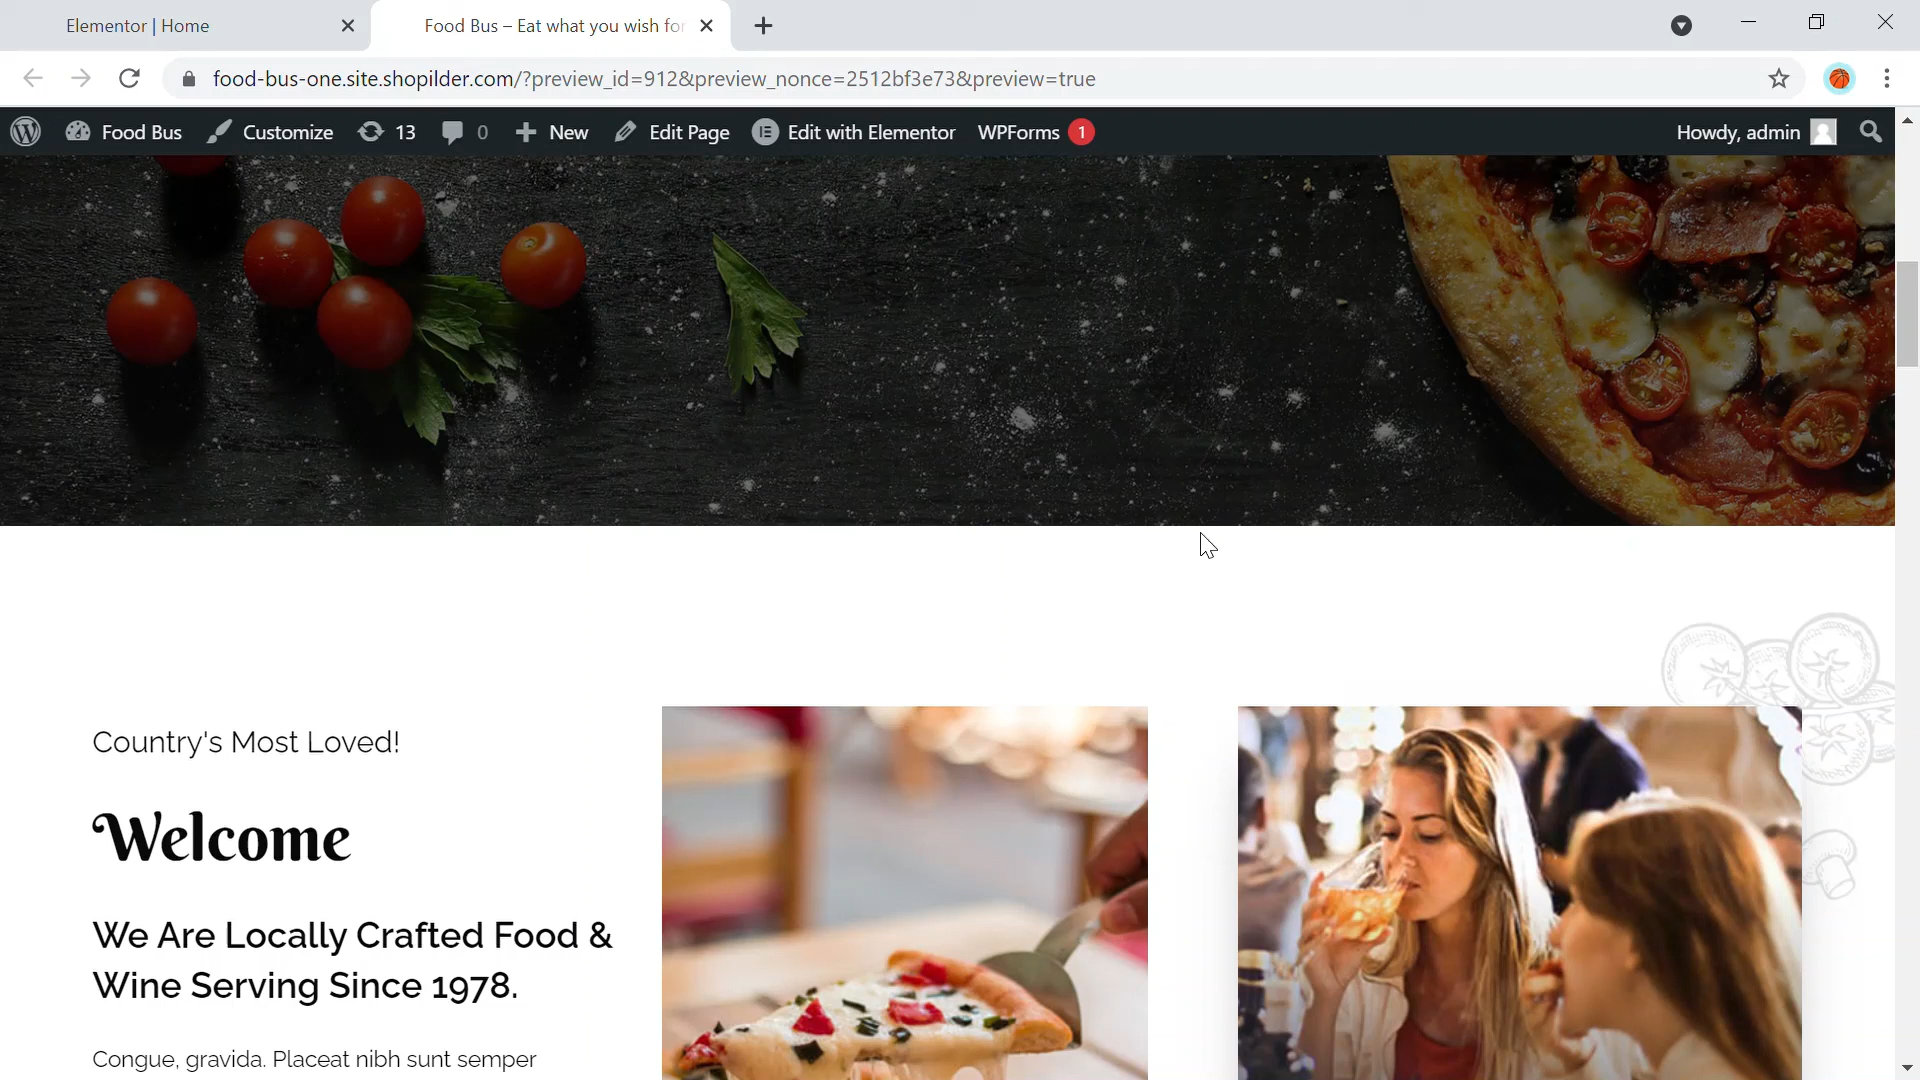 Elementor | Home
Food Bus – Eat what you wish for
food-bus-one.site.shopilder.com/?preview_id=912&preview_nonce=2512bf3e73&preview=true
Food Bus Customize 13 0 New Edit Page Edit with Elementor WPForms 1 Howdy, admin
Country's Most Loved!
Welcome
We Are Locally Crafted Food &
Wine Serving Since 1978.
Congue, gravida. Placeat nibh sunt semper